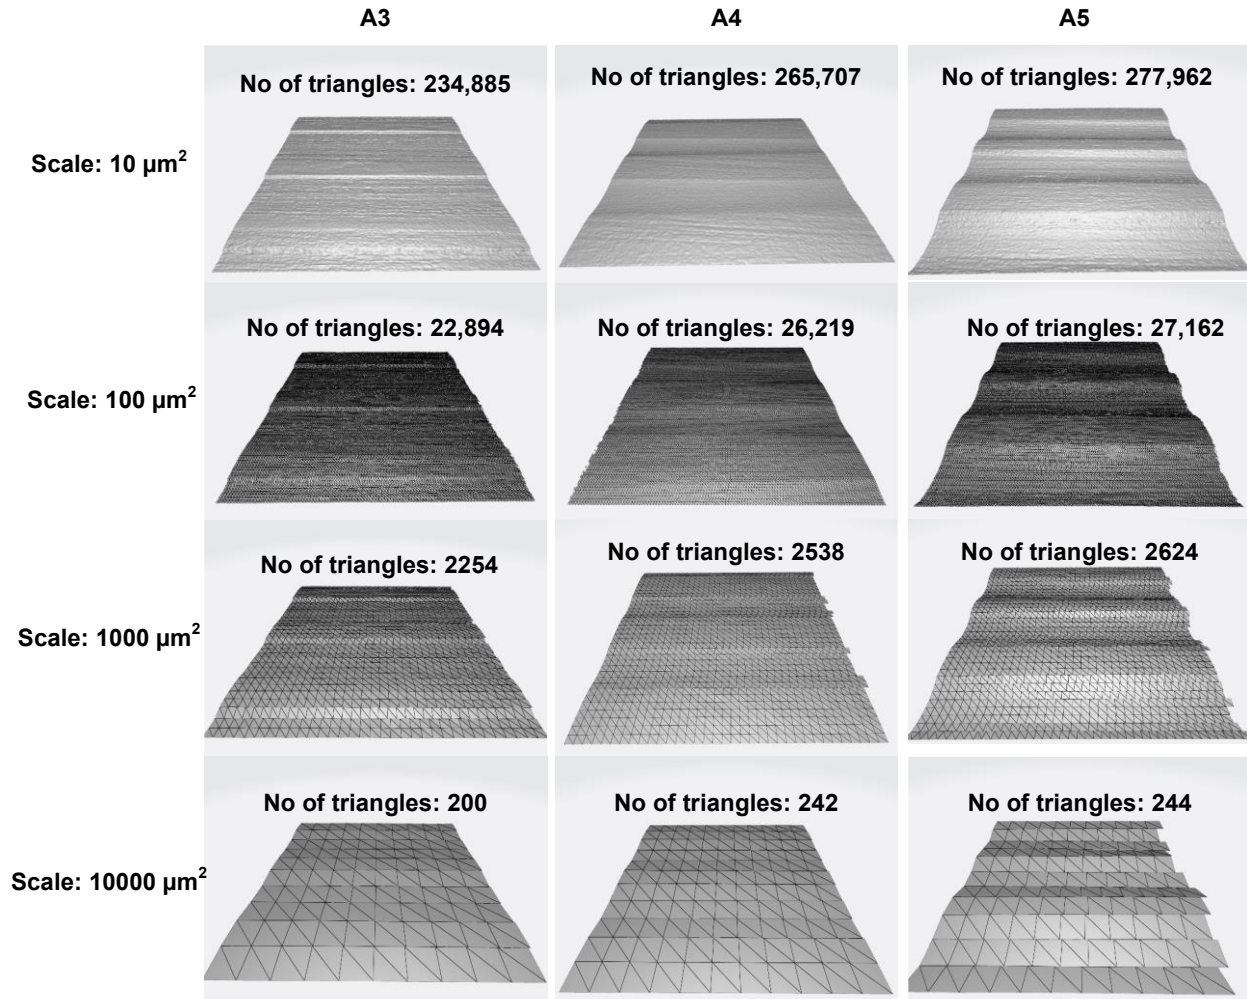 A3 A4 A5
No of triangles: 234,885 No of triangles: 265,707 No of triangles: 277,962
Scale: 10 µm²
No of triangles: 22,894 No of triangles: 26,219 No of triangles: 27,162
Scale: 100 µm²
No of triangles: 2254 No of triangles: 2538 No of triangles: 2624
Scale: 1000 µm²
No of triangles: 200 No of triangles: 242 No of triangles: 244
Scale: 10000 µm²